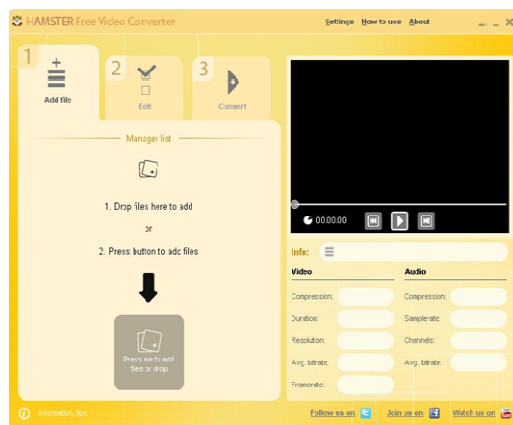 HAMSTER Free Video Converter
Settings How to use About
1
Add file
2
Edit
3
Convert
Manager list
1. Drop files here to add
or
2. Press button to add files
Press me to add
files or drop
00:00:00
Info:
Video Audio
Compression: Compression:
Duration: Samplerate:
Resolution: Channels:
Avg. bitrate: Avg. bitrate:
Framerate:
Information, tips
Follow us on Join us on Watch us on